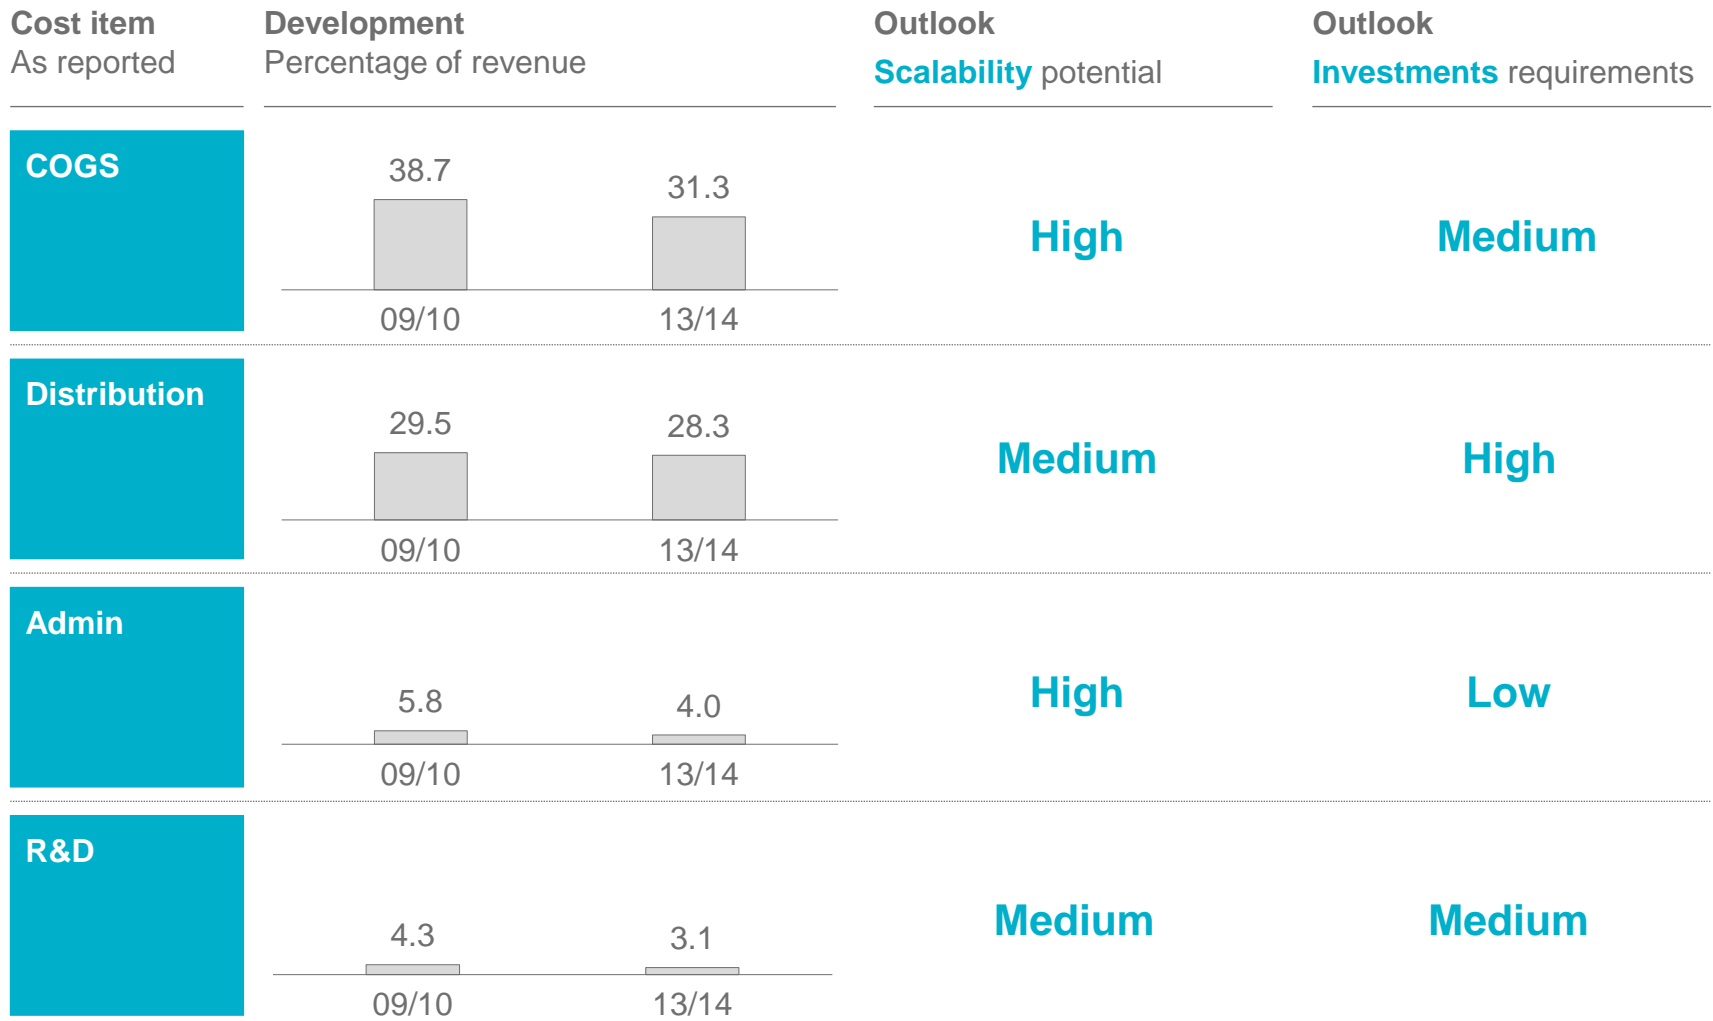 Cost item
As reported
Development
Percentage of revenue
Outlook
Scalability potential
Outlook
Investments requirements
COGS
38.7
31.3
09/10
13/14
High
Medium
Distribution
29.5
28.3
09/10
13/14
Medium
High
Admin
5.8
4.0
09/10
13/14
High
Low
R&D
4.3
3.1
09/10
13/14
Medium
Medium